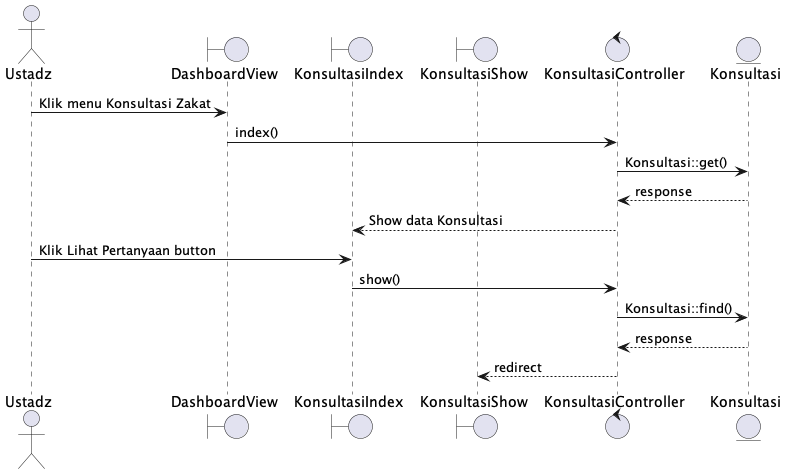 Ustadz DashboardView KonsultasiIndex KonsultasiShow KonsultasiController Konsultasi
Klik menu Konsultasi Zakat
index()
Konsultasi::get()
response
Show data Konsultasi
Klik Lihat Pertanyaan button
show()
Konsultasi::find()
response
redirect
Ustadz DashboardView KonsultasiIndex KonsultasiShow KonsultasiController Konsultasi